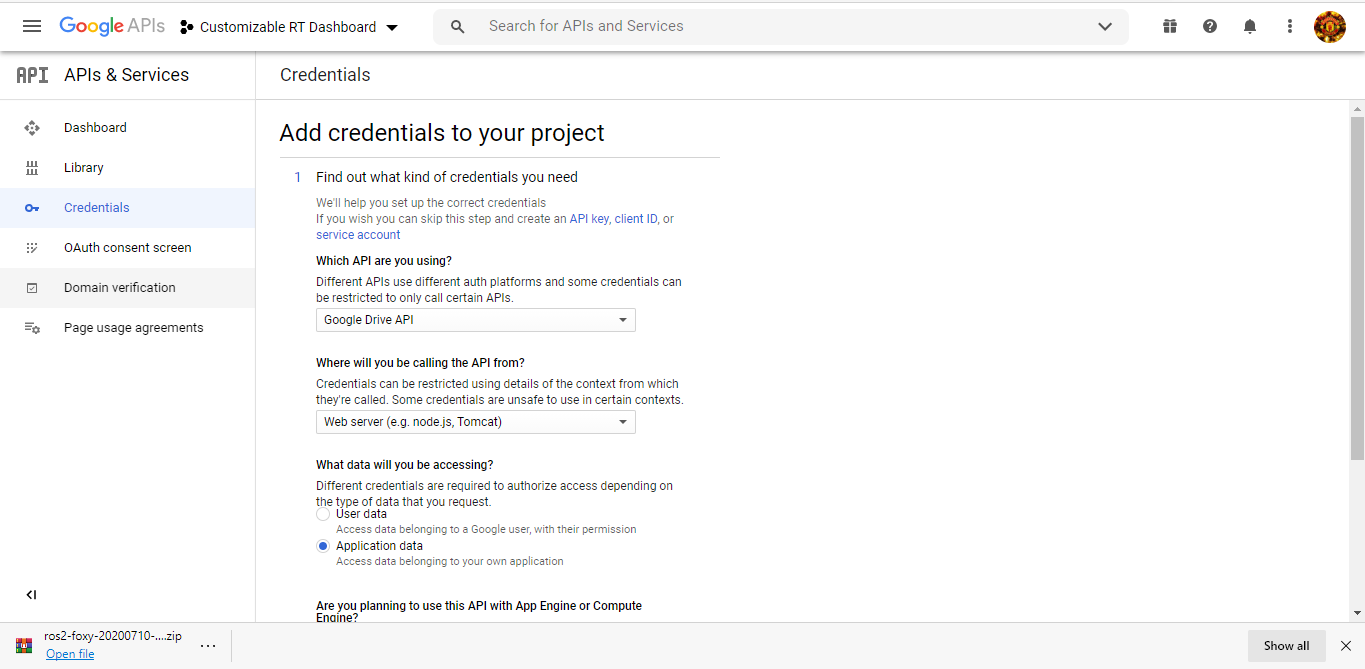 Google APIs
Customizable RT Dashboard
Search for APIs and Services
API APIs & Services
Credentials
Dashboard
Library
Credentials
OAuth consent screen
Domain verification
Page usage agreements
Add credentials to your project
1 Find out what kind of credentials you need
We'll help you set up the correct credentials
If you wish you can skip this step and create an API key, client ID, or
service account
Which API are you using?
Different APIs use different auth platforms and some credentials can
be restricted to only call certain APIs.
Google Drive API
Where will you be calling the API from?
Credentials can be restricted using details of the context from which
they're called. Some credentials are unsafe to use in certain contexts.
Web server (e.g. node.js, Tomcat)
What data will you be accessing?
Different credentials are required to authorize access depending on
the type of data that you request.
User data
Access data belonging to a Google user, with their permission
Application data
Access data belonging to your own application
Are you planning to use this API with App Engine or Compute
Engine?
ros2-foxy-20200710-....zip
Open file
Show all